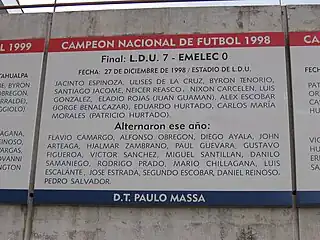 L 1999
CAMPEON NACIONAL DE FUTBOL 1998
Final: L.D.U. 7 - EMELEC 0
FECHA: 27 DE DICIEMBRE DE 1998 / ESTADIO DE L.D.U.
JACINTO ESPINOZA, ULISES DE LA CRUZ, BYRON TENORIO,
SANTIAGO JACOME, NEICER REASCO, NIXON CARCELEN, LUIS
GONZALEZ, ELADIO ROJAS (JUAN GUAMAN), ALEX ESCOBAR
(JORGE BENALCAZAR), EDUARDO HURTADO, CARLOS MARÍA
MORALES (PATRICIO HURTADO).
Alternaron ese año:
FLAVIO CAMARGO, ALFONSO OBREGON, DIEGO AYALA, JOHN
ARTEAGA, HJALMAR ZAMBRANO, PAUL GUEVARA, GUSTAVO
FIGUEROA, VICTOR SANCHEZ, MIGUEL SANTILLAN, DANILO
SAMANIEGO, RODRIGO PRADO, MARIO CHILLAGANA, LUIS
ESCALANTE, JOSE ESTRADA, SEGUNDO ESCOBAR, DANIEL REINOSO,
PEDRO SALVADOR.
D.T. PAULO MASSA